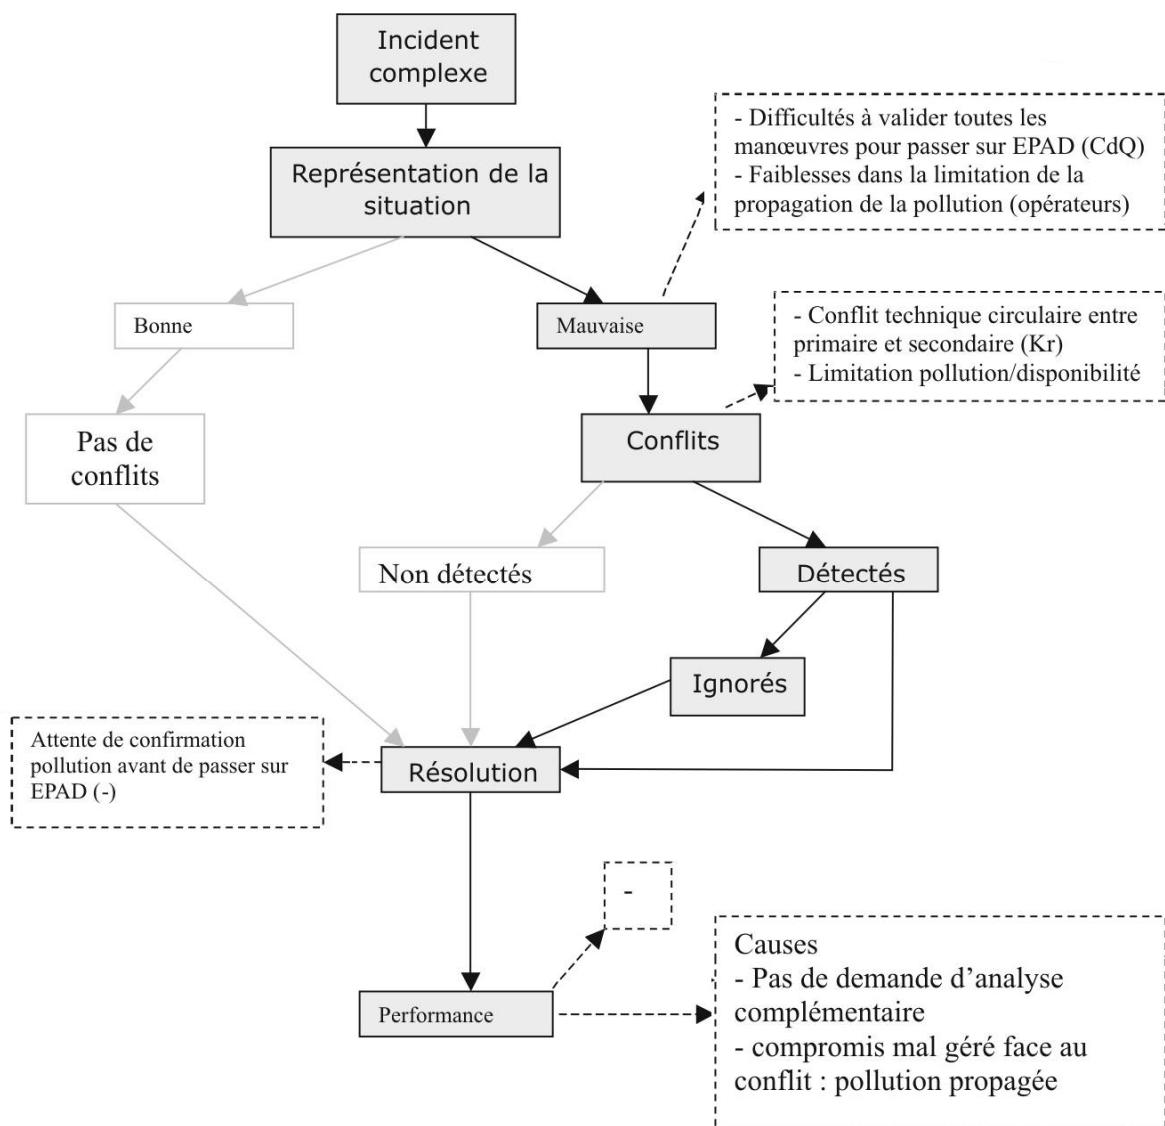 Incident
complexe
- Difficultés à valider toutes les
manœuvres pour passer sur EPAD (CdQ)
- Faiblesses dans la limitation de la
propagation de la pollution (opérateurs)
Représentation de la
situation
Bonne
Mauvaise
- Conflit technique circulaire entre
primaire et secondaire (Kr)
- Limitation pollution/disponibilité
Pas de
conflits
Conflits
Non détectés
Détectés
Ignorés
Attente de confirmation
pollution avant de passer sur
EPAD (-)
Résolution
-
Performance
Causes
- Pas de demande d’analyse
complémentaire
- compromis mal géré face au
conflit : pollution propagée